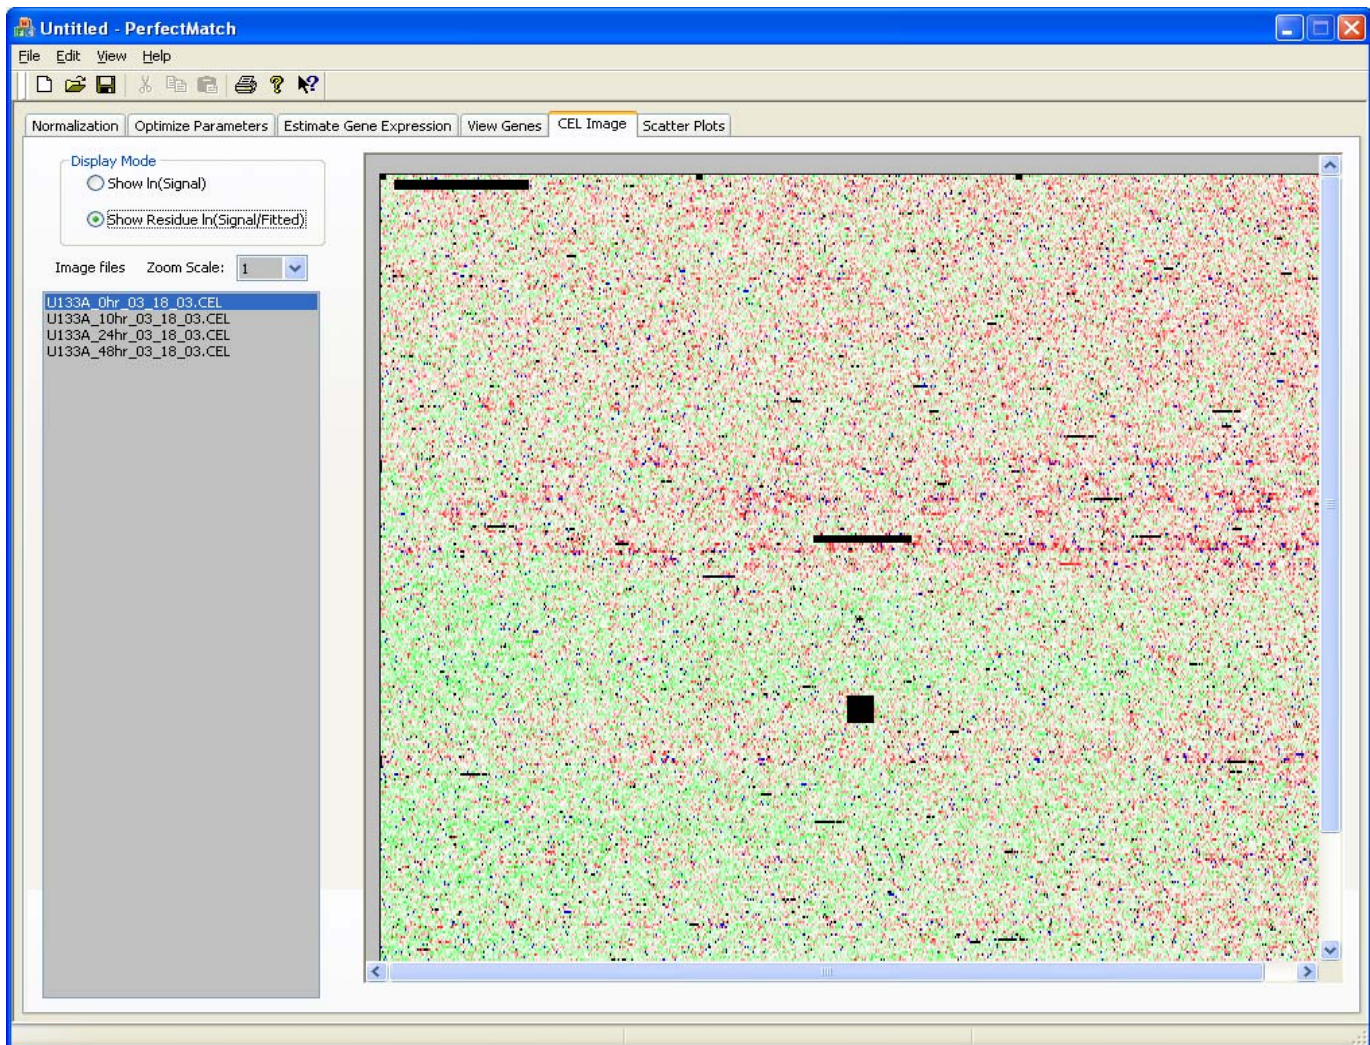 Untitled - PerfectMatch
File Edit View Help
Normalization Optimize Parameters Estimate Gene Expression View Genes CEL Image Scatter Plots
Display Mode
Show ln(Signal)
Show Residue ln(Signal/Fitted)
Image files Zoom Scale: 1
U133A_0hr_03_18_03.CEL
U133A_10hr_03_18_03.CEL
U133A_24hr_03_18_03.CEL
U133A_48hr_03_18_03.CEL